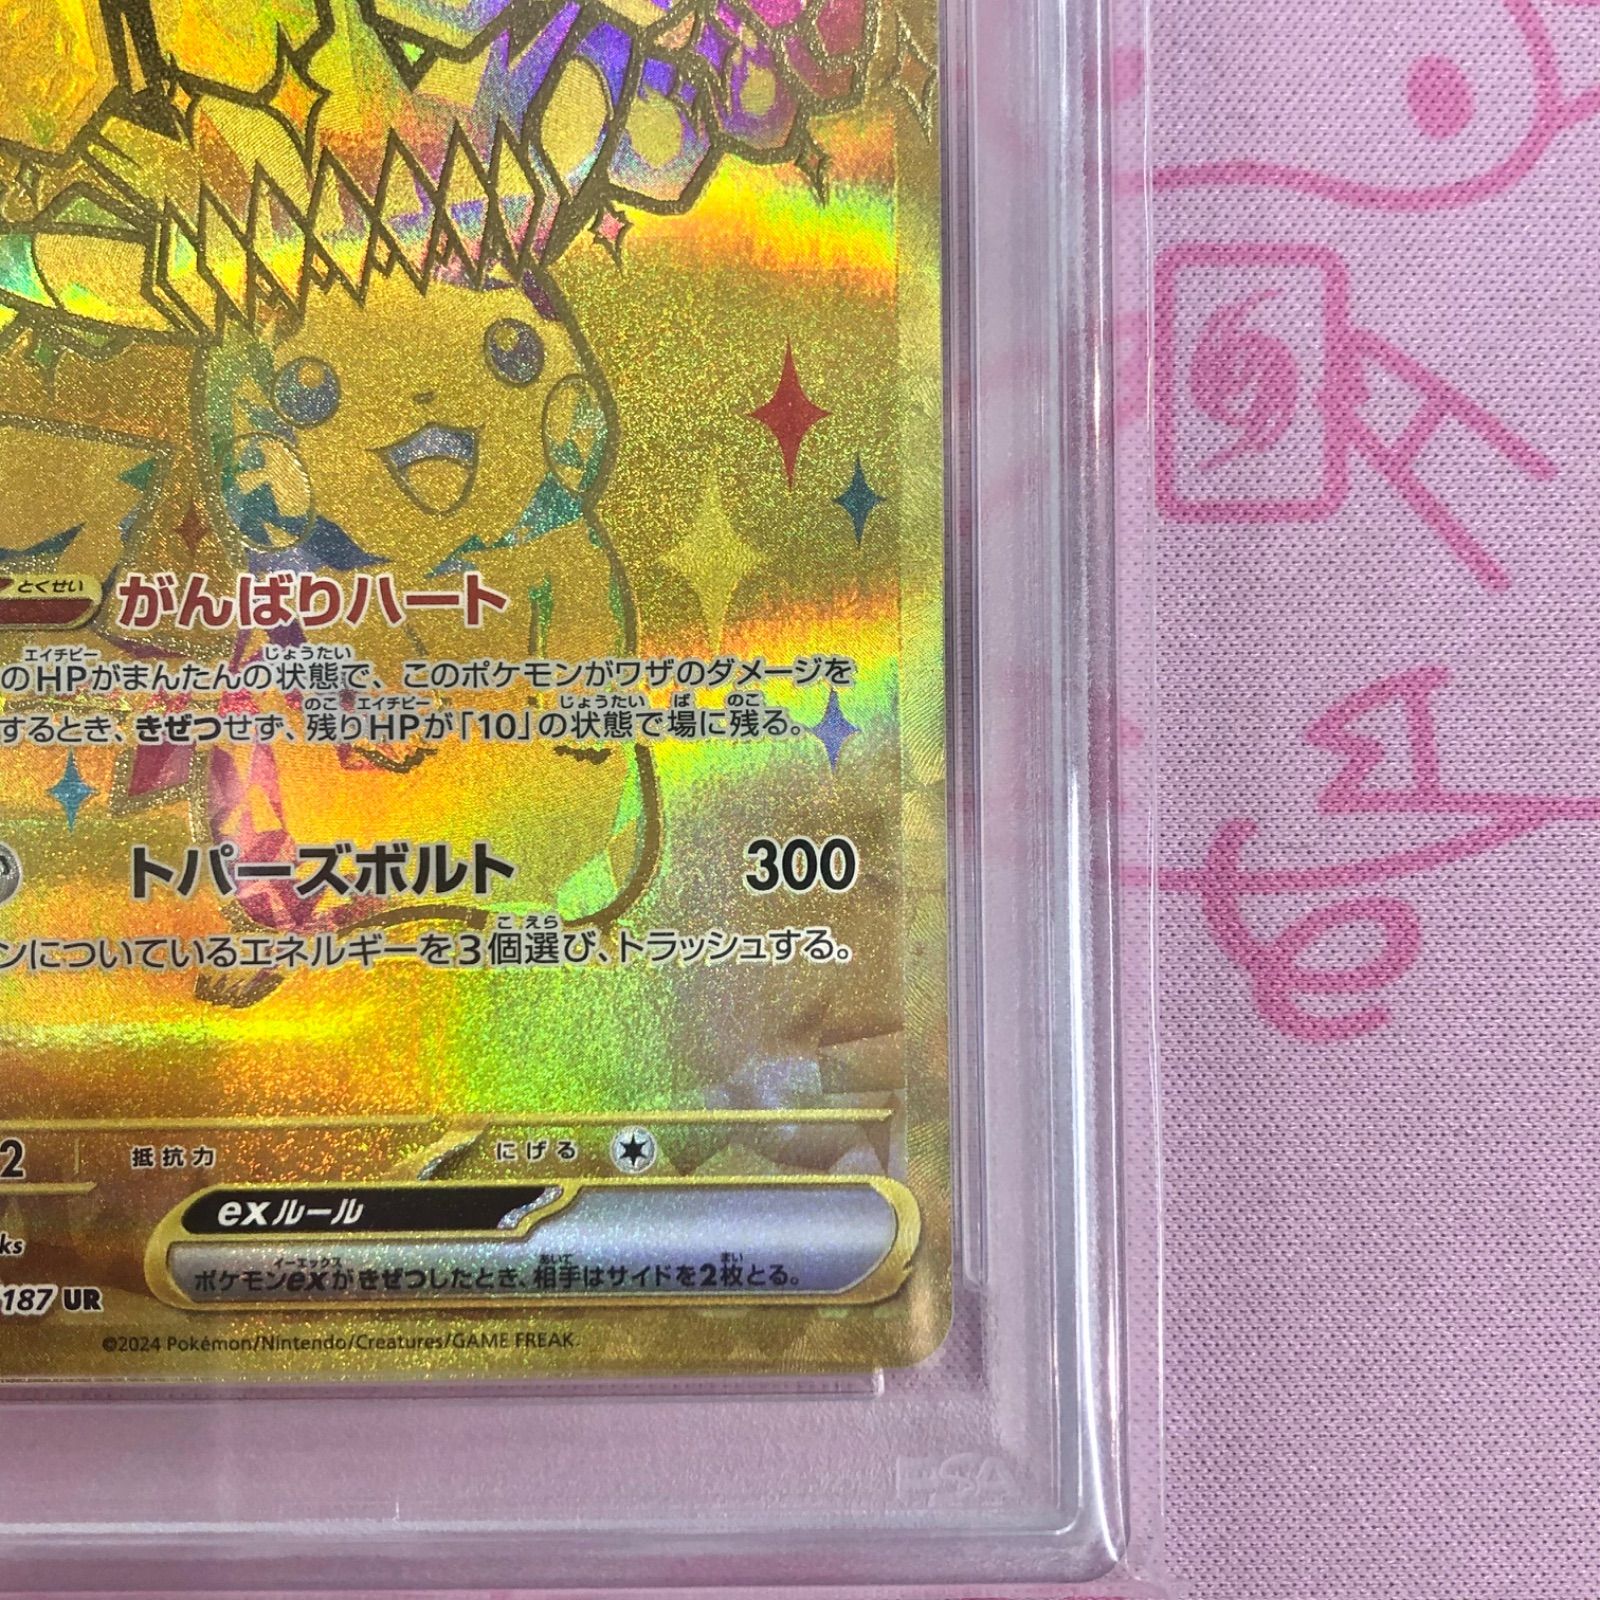 とくせい
がんばりハート
エイチピー じょうたい
のHPがまんたんの状態で、このポケモンがワザのダメージを
のこ エイチピー じょうたい ば のこ
するとき、きぜつせず、残りHPが「10」の状態で場に残る。
トパーズボルト 300
こ えら
ンについているエネルギーを3個選び、トラッシュする。
2 抵抗力 にげる
exルール
イーエックス あいて まい
ポケモンexがきぜつしたとき、相手はサイドを2枚とる。
ks
187 UR
©2024 Pokémon/Nintendo/Creatures/GAME FREAK.
PSA